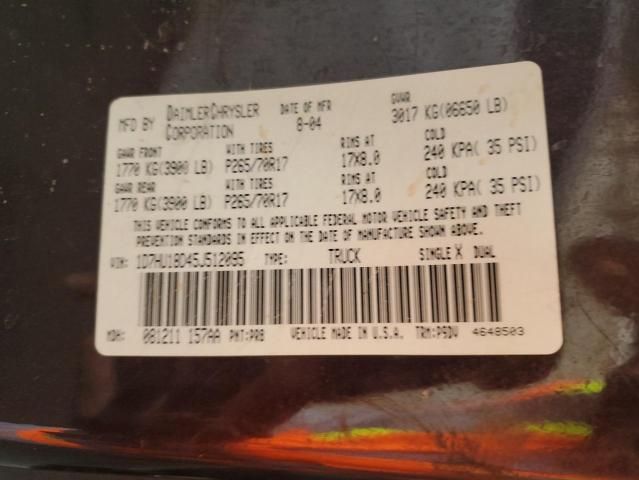 MFD BY DAIMLERCHRYSLER CORPORATION DATE OF MFR 8-04 GVWR 3017 KG(06650 LB)
GAWR FRONT WITH TIRES RIMS AT COLD
1770 KG(3900 LB) P265/70R17 17X8.0 240 KPA( 35 PSI)
GAWR REAR WITH TIRES RIMS AT COLD
1770 KG(3900 LB) P265/70R17 17X8.0 240 KPA( 35 PSI)
THIS VEHICLE CONFORMS TO ALL APPLICABLE FEDERAL MOTOR VEHICLE SAFETY AND THEFT
PREVENTION STANDARDS IN EFFECT ON THE DATE OF MANUFACTURE SHOWN ABOVE.
VIN: 1D7HU18D45J512095 TYPE: TRUCK SINGLE X DUAL
MDH: 081211 157AA PNT:PRB VEHICLE MADE IN U.S.A. TRM:P9DV 4648503